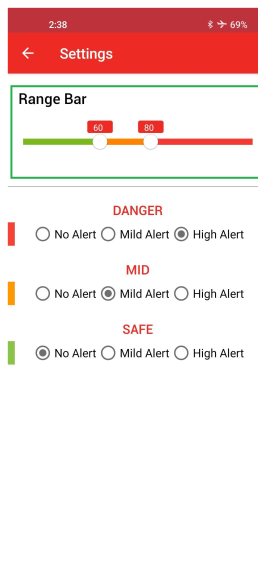 2:38 69%
Settings
Range Bar
60 80
DANGER
No Alert Mild Alert High Alert
MID
No Alert Mild Alert High Alert
SAFE
No Alert Mild Alert High Alert